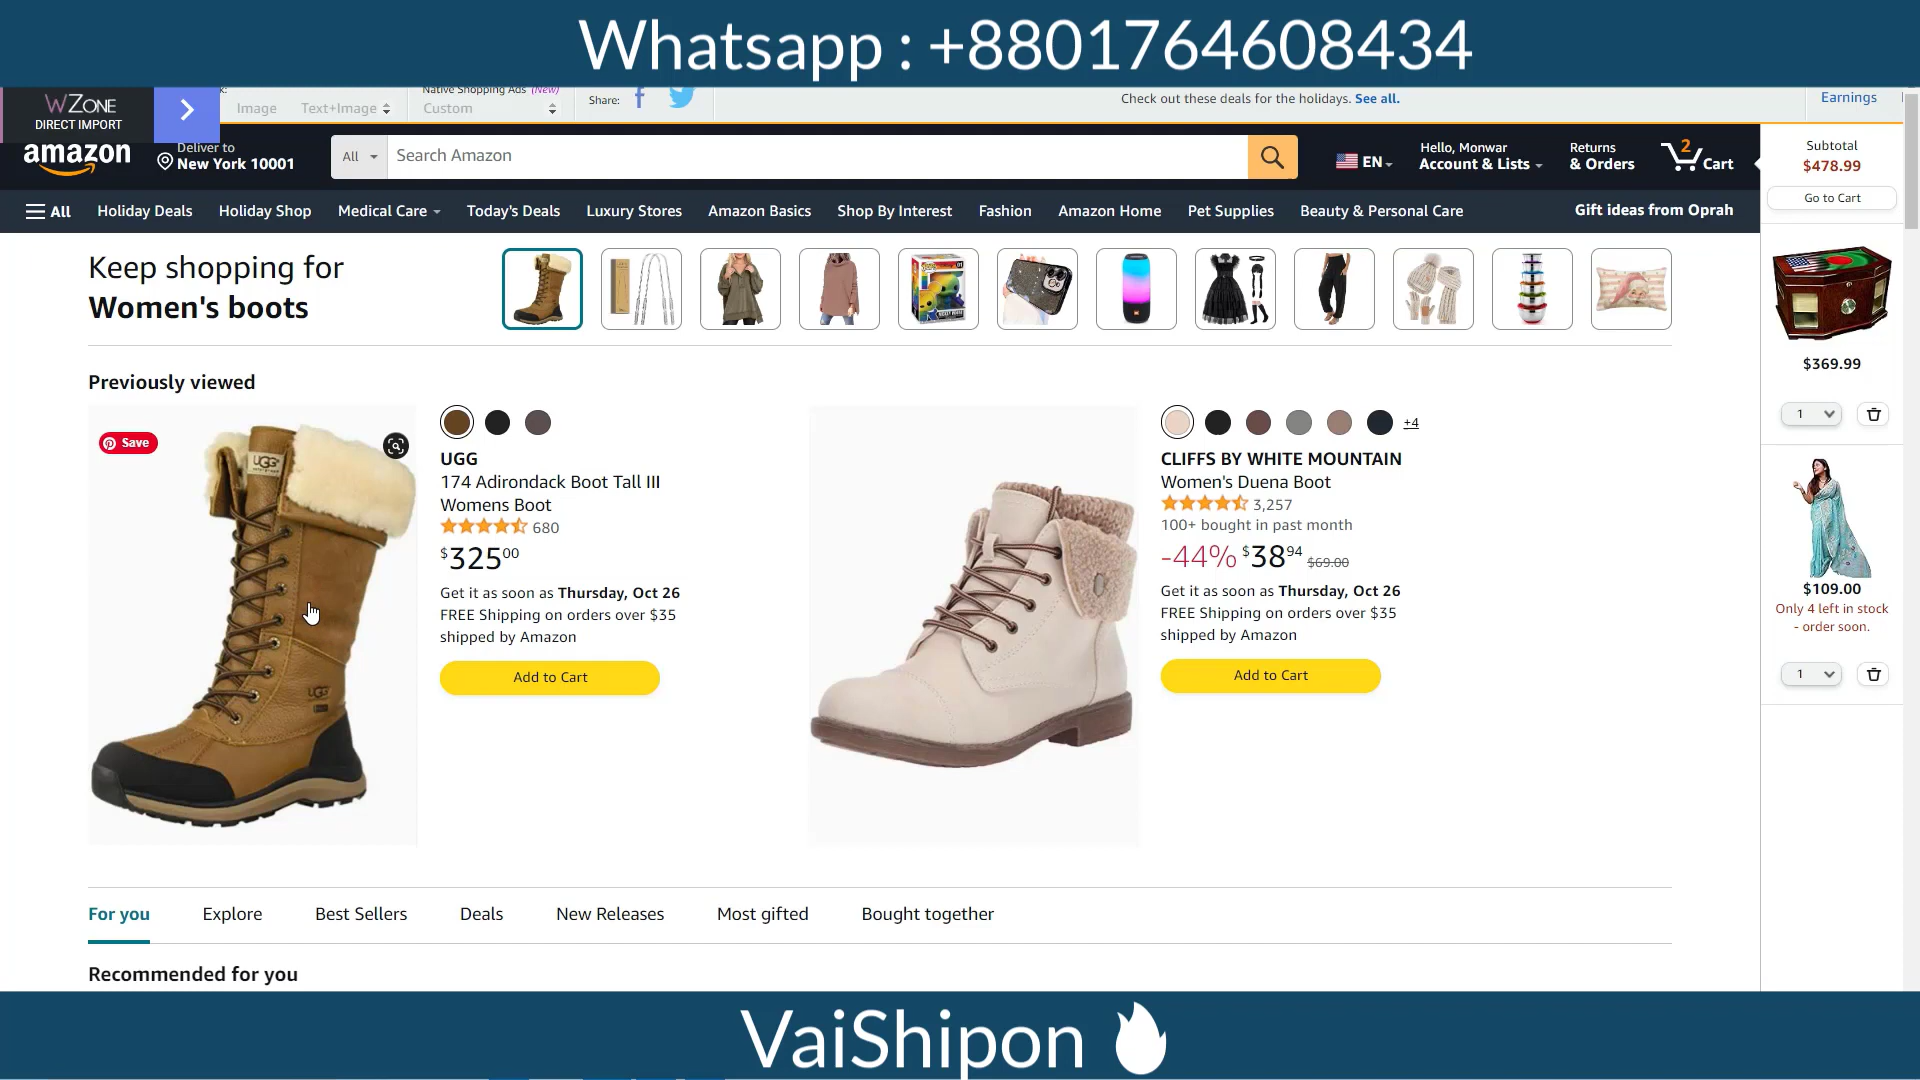 Whatsapp : +8801764608434
WZONE
DIRECT IMPORT
Image
Text+Image
Native Shopping Ads (New)
Custom
Share:
Check out these deals for the holidays. See all.
Earnings
amazon
Deliver to
New York 10001
All
Search Amazon
EN
Hello, Monwar
Account & Lists
Returns
& Orders
2
Cart
Subtotal
$478.99
Go to Cart
All
Holiday Deals
Holiday Shop
Medical Care
Today's Deals
Luxury Stores
Amazon Basics
Shop By Interest
Fashion
Amazon Home
Pet Supplies
Beauty & Personal Care
Gift ideas from Oprah
Keep shopping for
Women's boots
$369.99
1
Previously viewed
Save
UGG
UGG
UGG
174 Adirondack Boot Tall III
Womens Boot
680
$32500
Get it as soon as Thursday, Oct 26
FREE Shipping on orders over $35
shipped by Amazon
Add to Cart
+4
CLIFFS BY WHITE MOUNTAIN
Women's Duena Boot
3,257
100+ bought in past month
-44% $3894 $69.00
Get it as soon as Thursday, Oct 26
FREE Shipping on orders over $35
shipped by Amazon
Add to Cart
$109.00
Only 4 left in stock
- order soon.
1
For you
Explore
Best Sellers
Deals
New Releases
Most gifted
Bought together
Recommended for you
VaiShipon